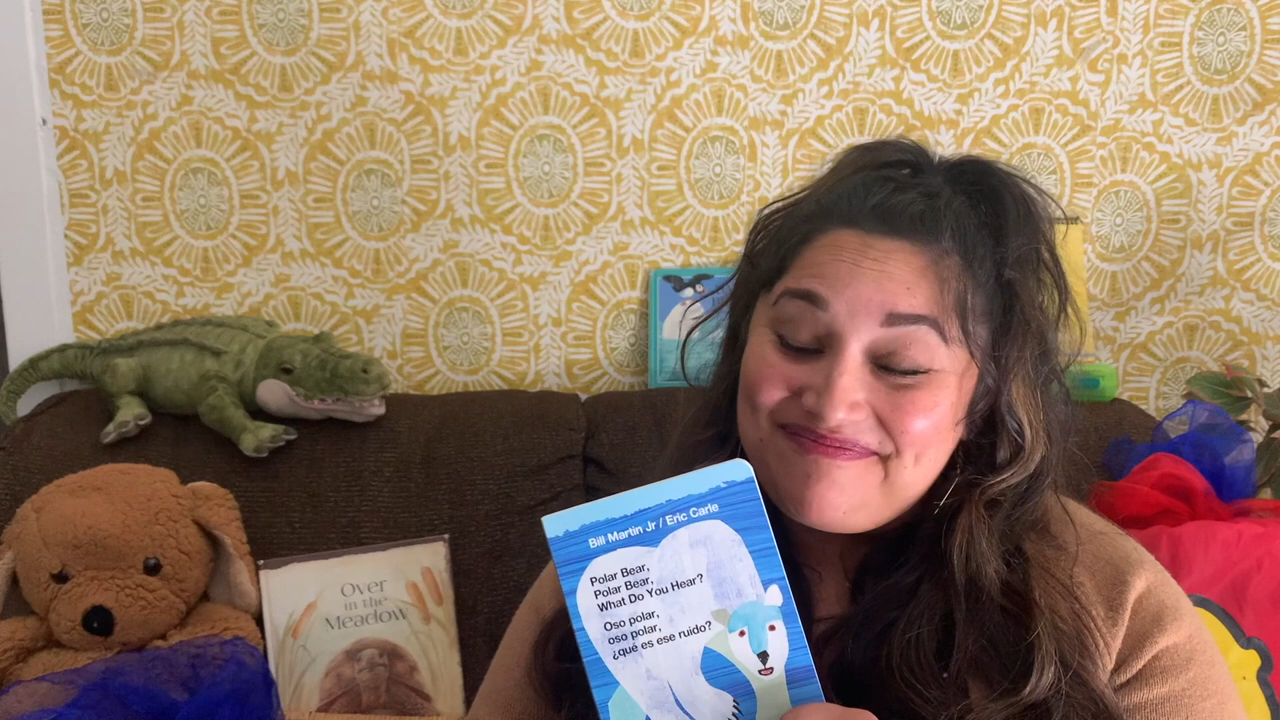 Bill Martin Jr / Eric Carle
Polar Bear,
Polar Bear,
What Do You Hear?
Oso polar,
oso polar,
¿qué es ese ruido?
Over
in the
Meadow